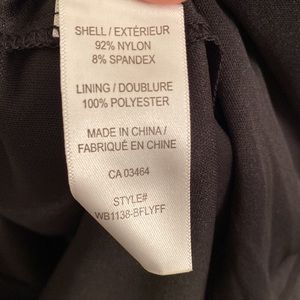 SHELL / EXTÉRIEUR
92% NYLON
8% SPANDEX
LINING / DOUBLURE
100% POLYESTER
MADE IN CHINA /
FABRIQUÉ EN CHINE
CA 03464
STYLE#
WB1138-BFLYFF